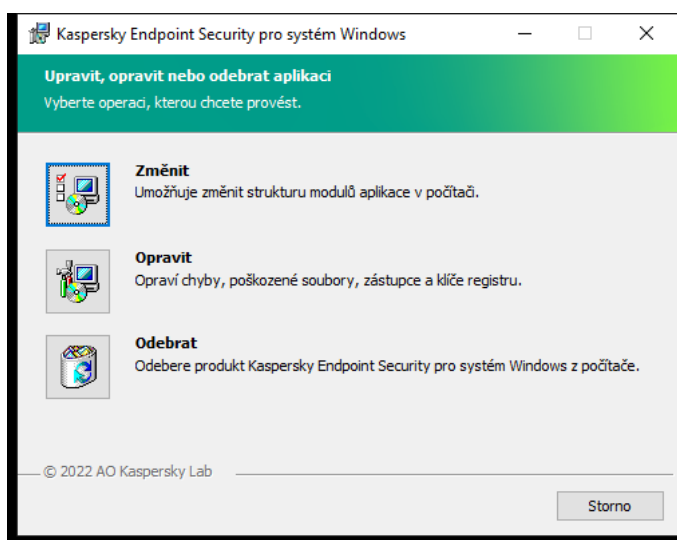 Kaspersky Endpoint Security pro systém Windows
Upravit, opravit nebo odebrat aplikaci
Vyberte operaci, kterou chcete provést.
Změnit
Umožňuje změnit strukturu modulů aplikace v počítači.
Opravit
Opraví chyby, poškozené soubory, zástupce a klíče registru.
Odebrat
Odebere produkt Kaspersky Endpoint Security pro systém Windows z počítače.
© 2022 AO Kaspersky Lab
Storno